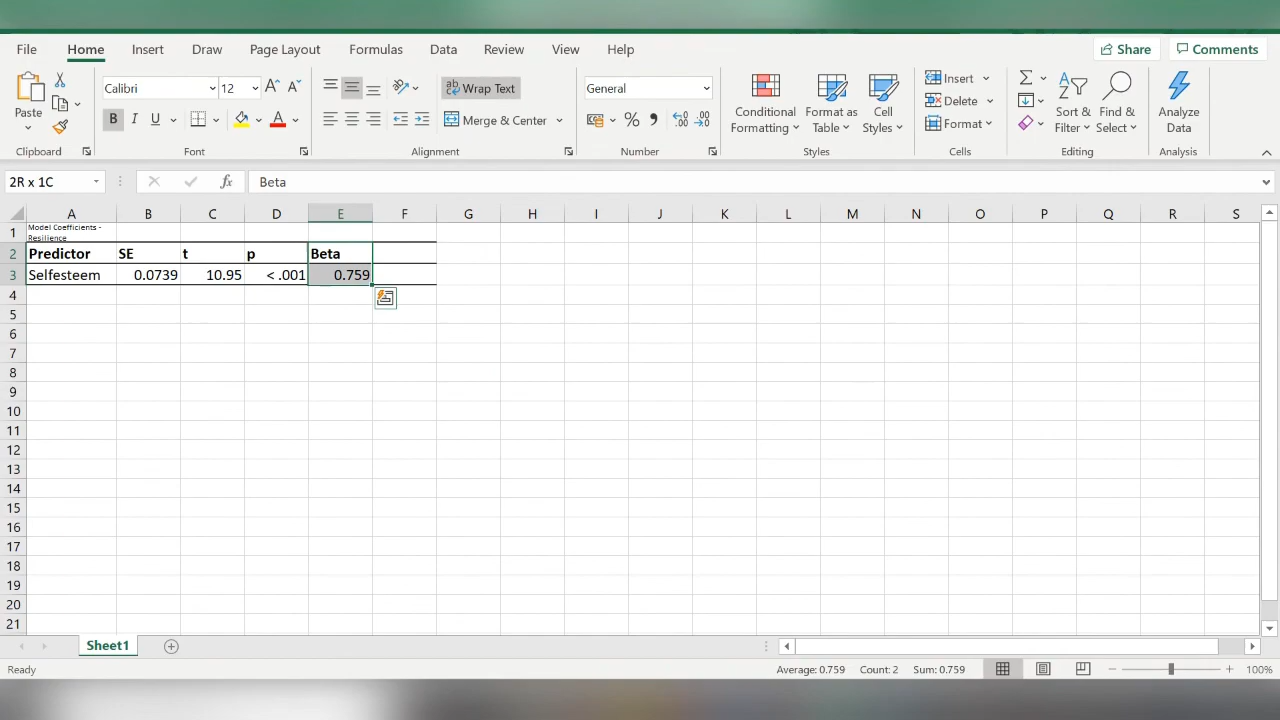 File Home Insert Draw Page Layout Formulas Data Review View Help Share Comments
Paste
Clipboard
Calibri 12
B I U
Font
Wrap Text
Merge & Center
Alignment
General
Number
Conditional Formatting
Format as Table
Cell Styles
Styles
Insert
Delete
Format
Cells
Sort & Filter
Find & Select
Editing
Analyze Data
Analysis
2R x 1C fx Beta
A B C D E F G H I J K L M N O P Q R S
1 Model Coefficients -
Resilience
2 Predictor SE t p Beta
3 Selfesteem 0.0739 10.95 < .001 0.759
4
5
6
7
8
9
10
11
12
13
14
15
16
17
18
19
20
21
Sheet1
Ready Average: 0.759 Count: 2 Sum: 0.759 100%